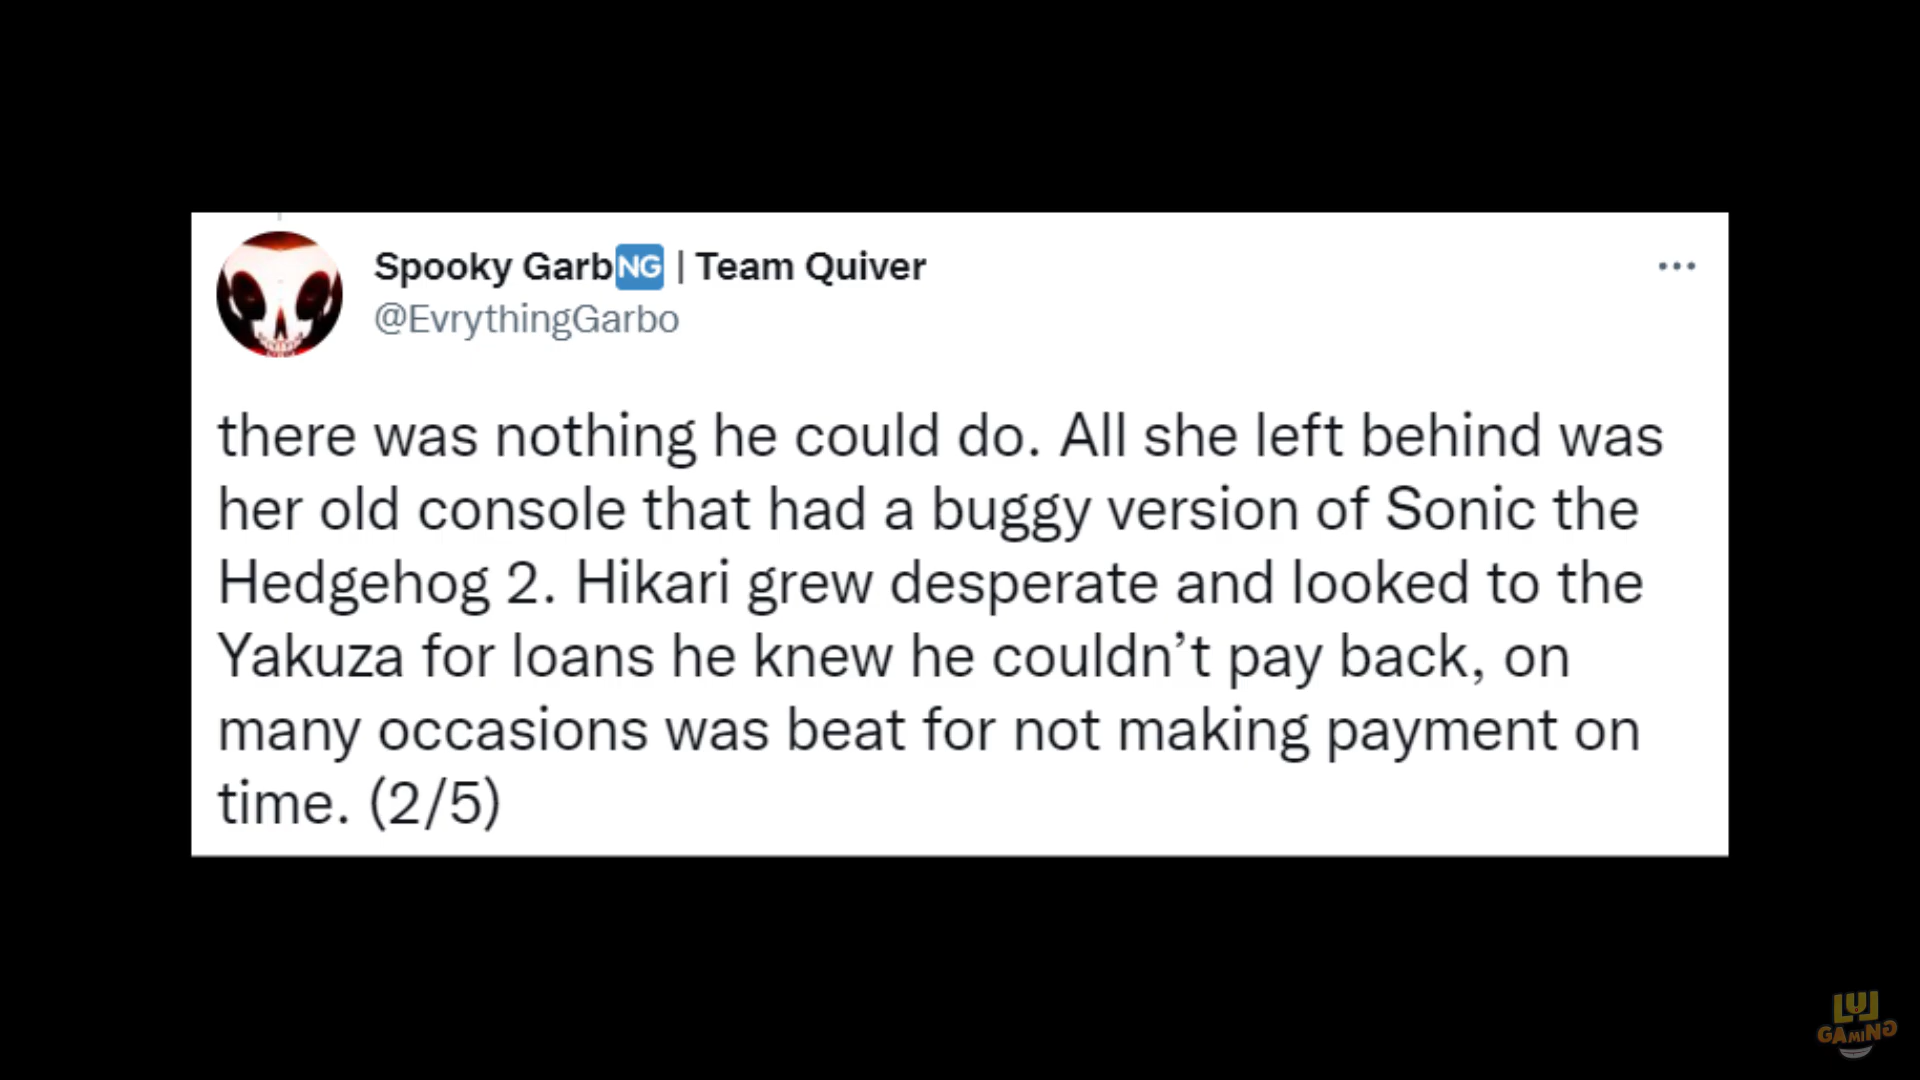 Spooky Garb🆖 | Team Quiver
@EvrythingGarbo
there was nothing he could do. All she left behind was
her old console that had a buggy version of Sonic the
Hedgehog 2. Hikari grew desperate and looked to the
Yakuza for loans he knew he couldn’t pay back, on
many occasions was beat for not making payment on
time. (2/5)
LUL
GAMING